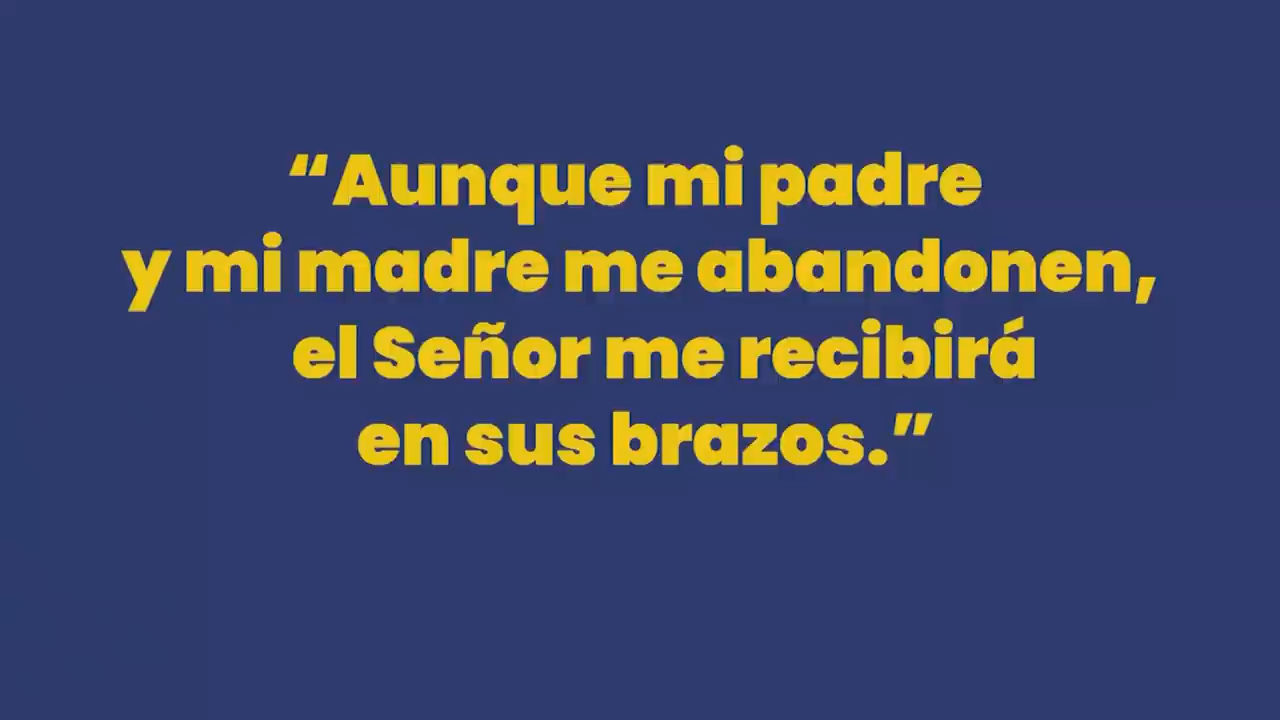 “Aunque mi padre
y mi madre me abandonen,
el Señor me recibirá
en sus brazos.”